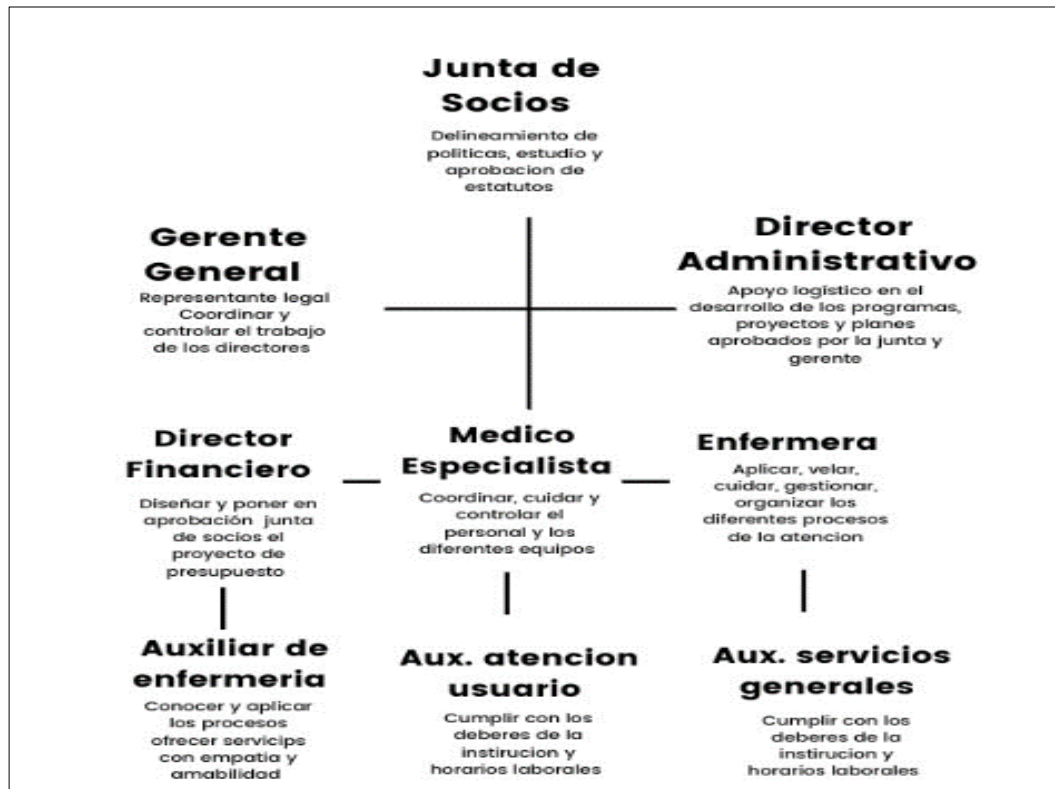 Junta de
Socios
Delineamiento de
politicas, estudio y
aprobacion de
estatutos
Gerente
General
Representante legal
Coordinar y
controlar el trabajo
de los directores
Director
Administrativo
Apoyo logístico en el
desarrollo de los programas,
proyectos y planes
aprobados por la junta y
gerente
Director
Financiero
Diseñar y poner en
aprobación junta
de socios el
proyecto de
presupuesto
Medico
Especialista
Coordinar, cuidar y
controlar el
personal y los
diferentes equipos
Enfermera
Aplicar, velar,
cuidar, gestionar,
organizar los
diferentes procesos
de la atencion
Auxiliar de
enfermeria
Conocer y aplicar
los procesos
ofrecer servicips
con empatia y
amabilidad
Aux. atencion
usuario
Cumplir con los
deberes de la
instirucion y
horarios laborales
Aux. servicios
generales
Cumplir con los
deberes de la
instirucion y
horarios laborales